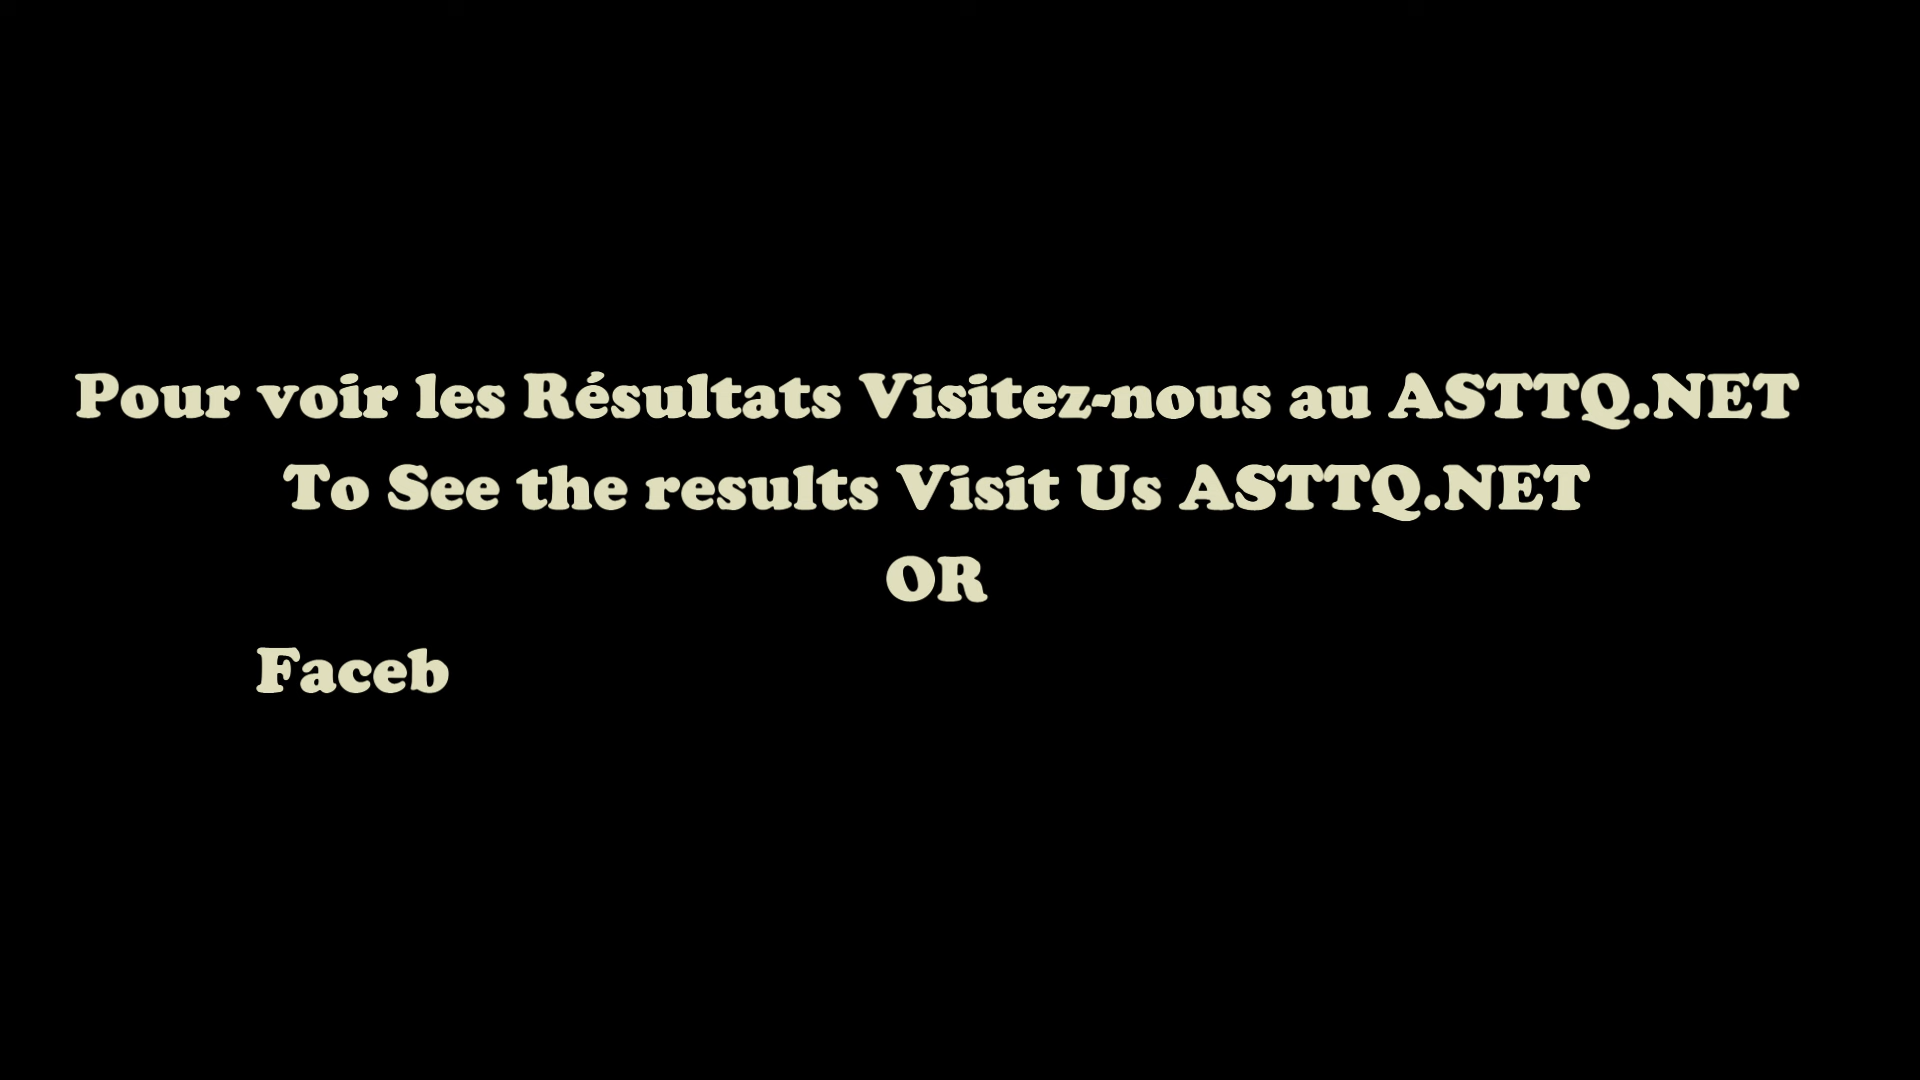 Pour voir les Résultats Visitez-nous au ASTTQ.NET
To See the results Visit Us ASTTQ.NET
OR
Faceb